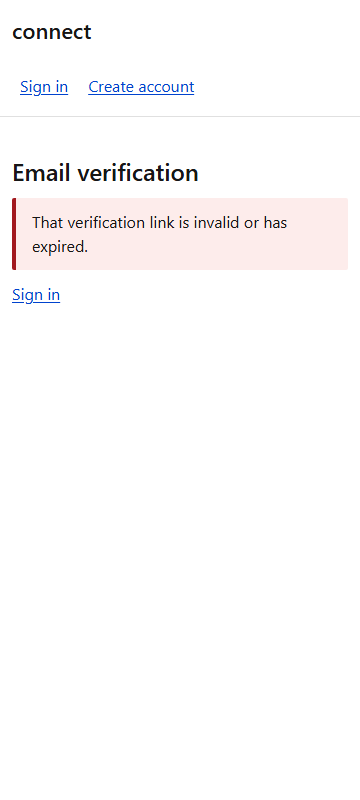 connect
Sign in Create account
Email verification
That verification link is invalid or has
expired.
Sign in